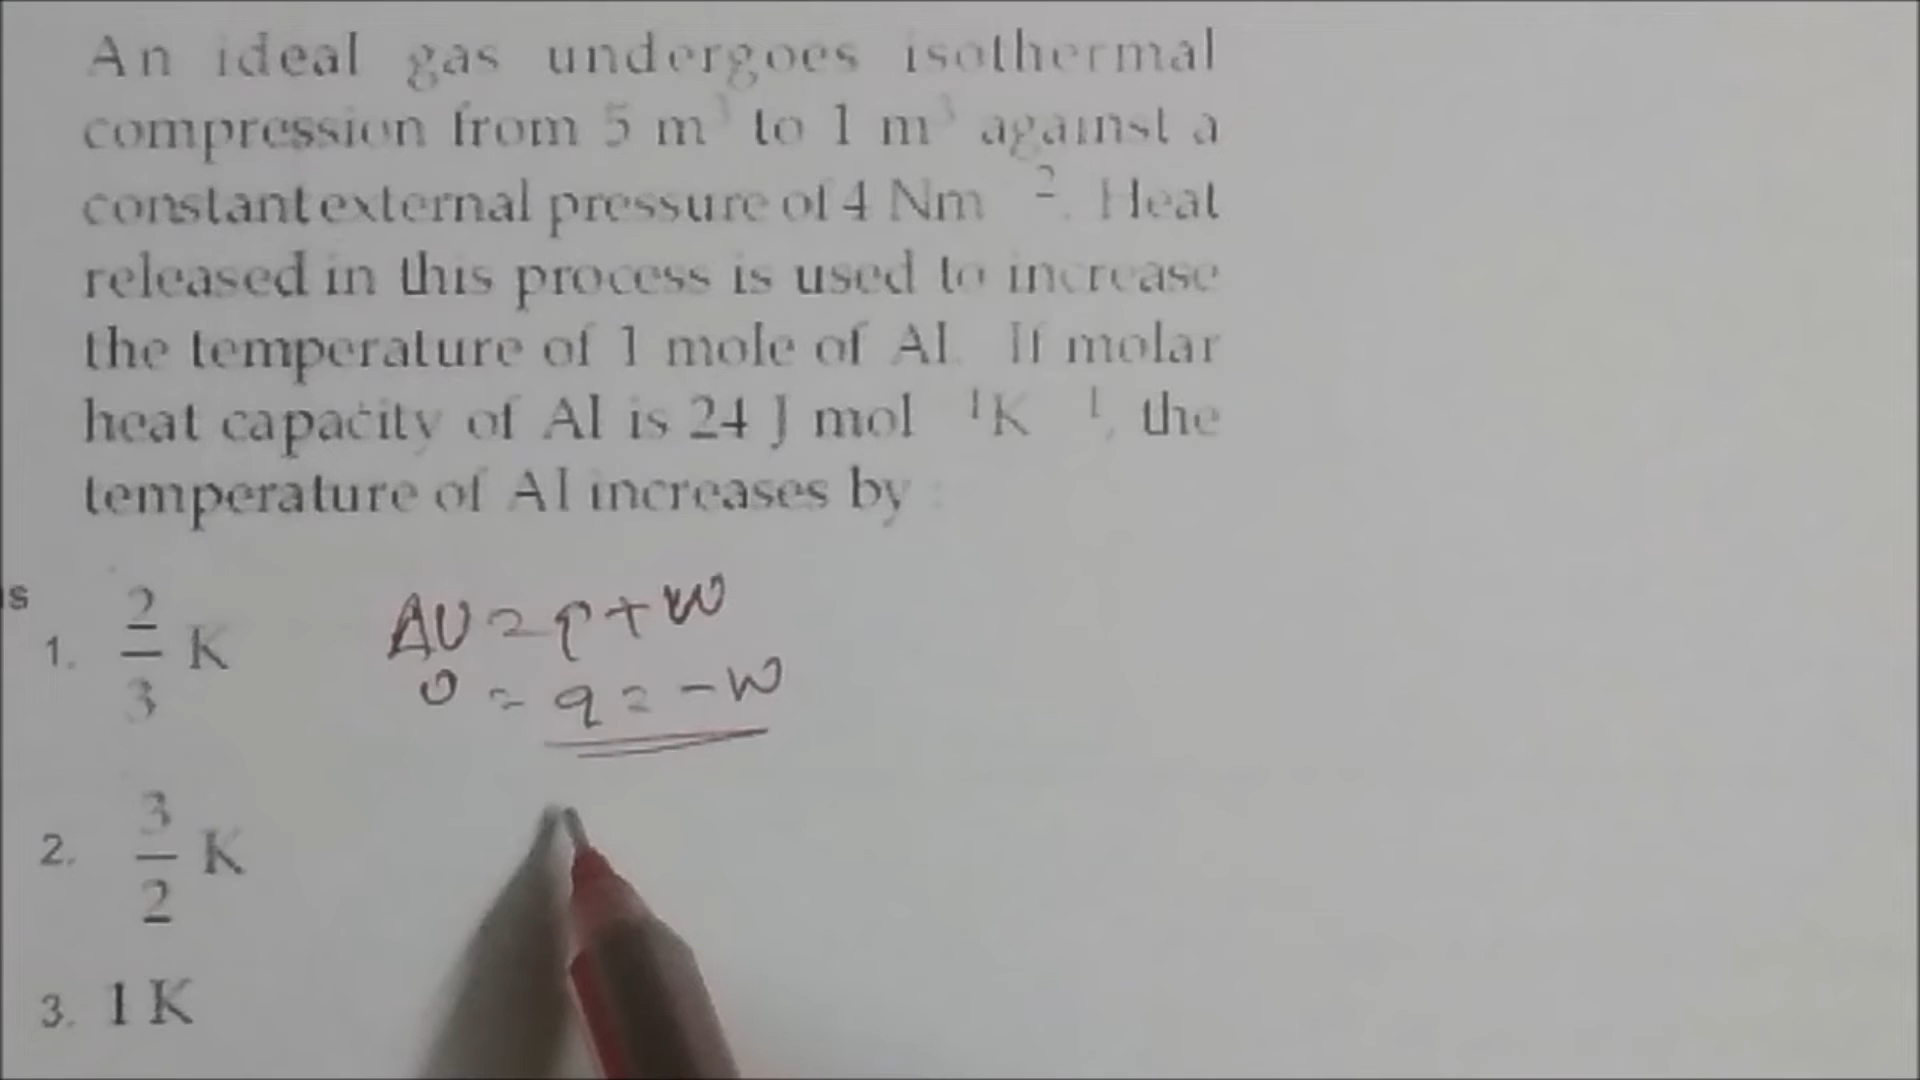 An ideal gas undergoes isothermal
compression from 5 m³ to 1 m³ against a
constant external pressure of 4 Nm ². Heat
released in this process is used to increase
the temperature of 1 mole of Al. If molar
heat capacity of Al is 24 J mol ¹K ¹, the
temperature of Al increases by :
s
1. 2/3 K
ΔU = q + W
0 = q = - W
2. 3/2 K
3. 1 K